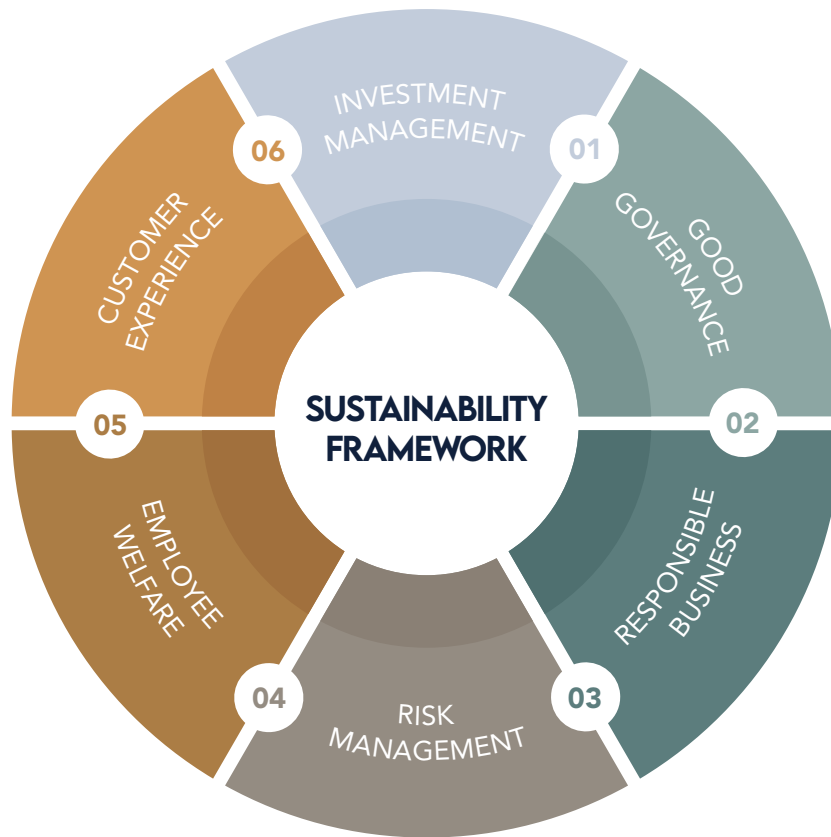 SUSTAINABILITY
FRAMEWORK
01
INVESTMENT
MANAGEMENT
02
GOOD
GOVERNANCE
03
RESPONSIBLE
BUSINESS
04
RISK
MANAGEMENT
05
EMPLOYEE
WELFARE
06
CUSTOMER
EXPERIENCE